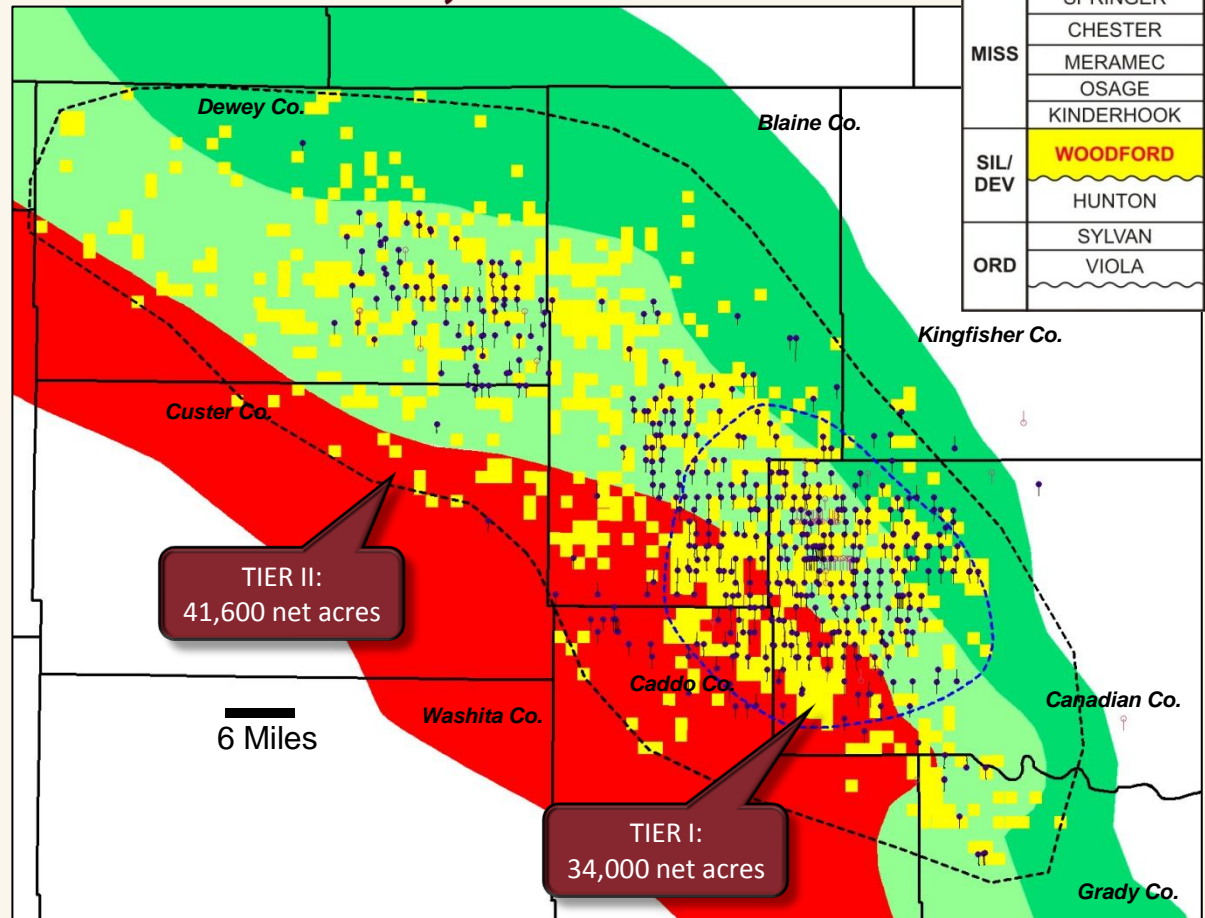 SPRINGER
MISS
CHESTER
MERAMEC
OSAGE
KINDERHOOK
SIL/
DEV
WOODFORD
HUNTON
ORD
SYLVAN
VIOLA
Dewey Co.
Blaine Co.
Kingfisher Co.
Custer Co.
TIER II:
41,600 net acres
Caddo Co.
Washita Co.
Canadian Co.
6 Miles
TIER I:
34,000 net acres
Grady Co.